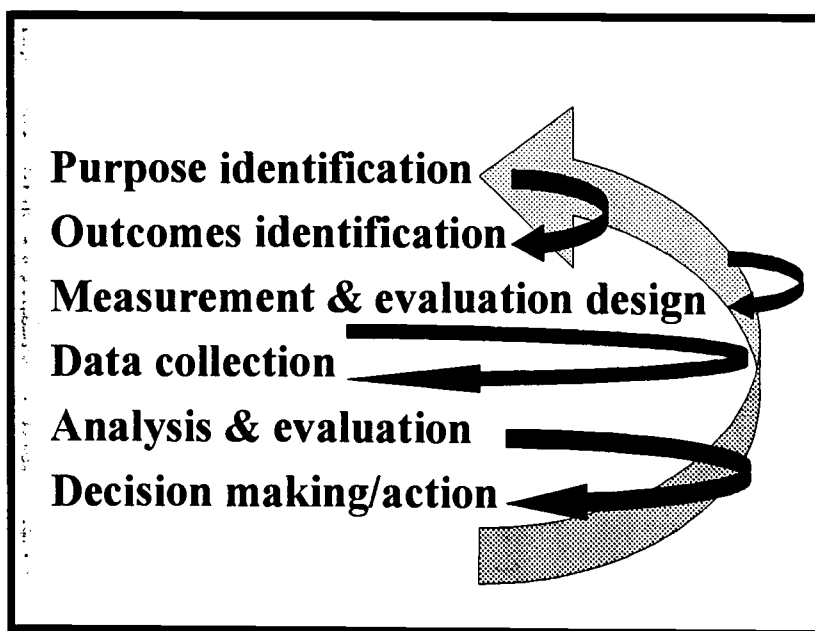 Purpose identification
Outcomes identification
Measurement & evaluation design
Data collection
Analysis & evaluation
Decision making/action